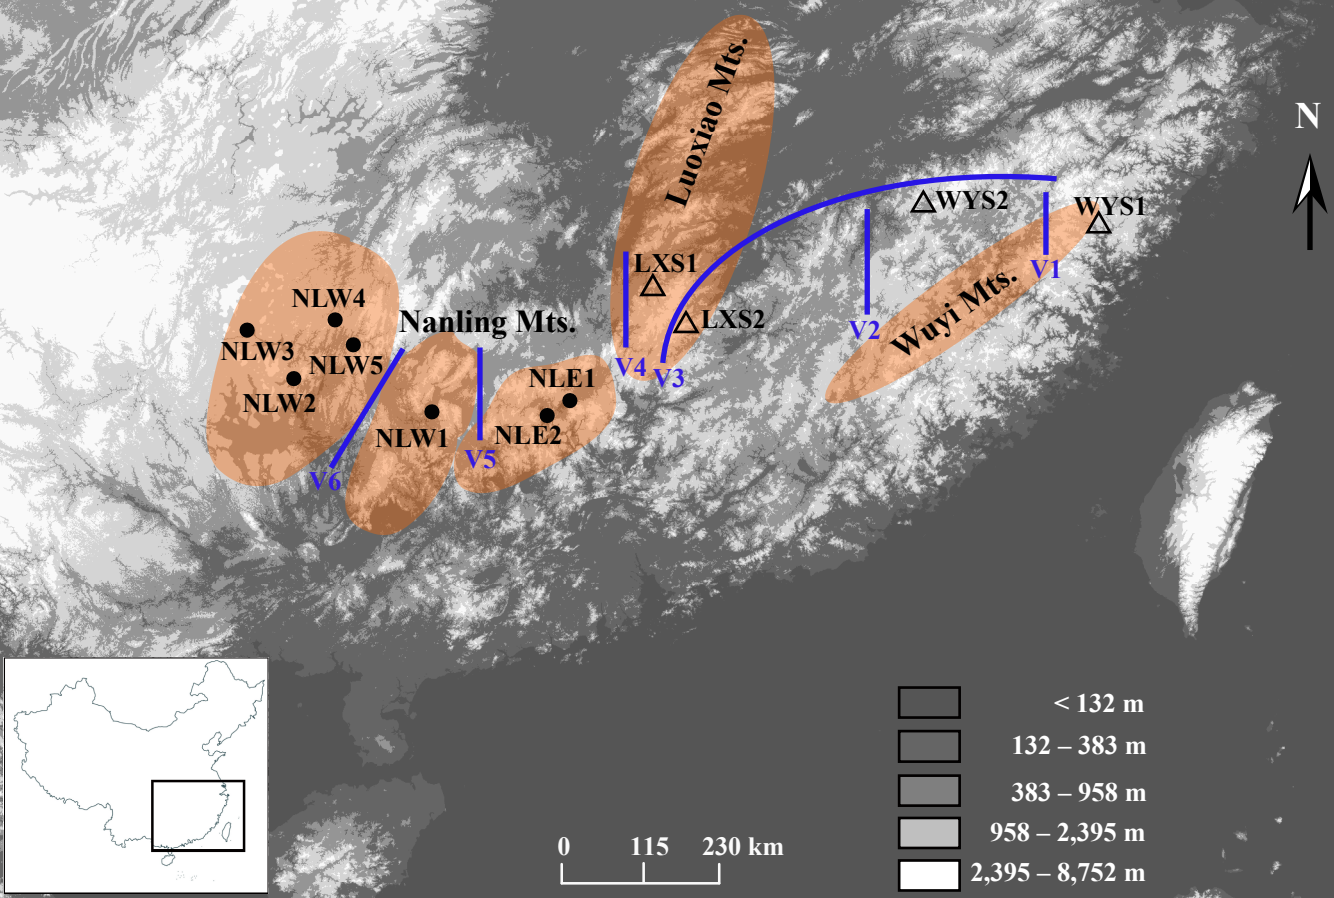 Luoxiao Mts.
N
WYS2
WYS1
LXS1
V1
NLW4
Wuyi Mts.
Nanling Mts.
LXS2
V2
NLW3
NLW5
V4
V3
NLE1
NLW2
NLW1
NLE2
V5
V6
< 132 m
132 – 383 m
383 – 958 m
958 – 2,395 m
2,395 – 8,752 m
0 115 230 km